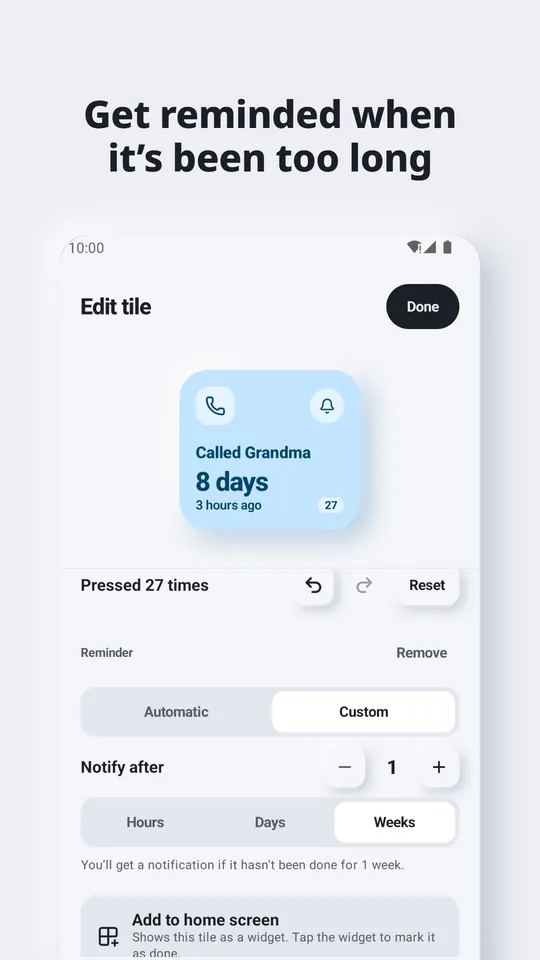 Get reminded when
it’s been too long
10:00
Edit tile
Done
Called Grandma
8 days
3 hours ago
27
Pressed 27 times
Reset
Reminder
Remove
Automatic
Custom
Notify after
1
Hours
Days
Weeks
You’ll get a notification if it hasn’t been done for 1 week.
Add to home screen
Shows this tile as a widget. Tap the widget to mark it
as done.